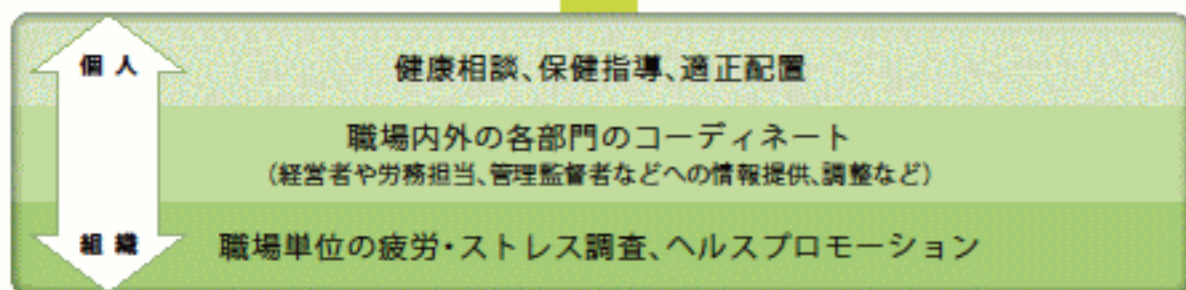 個人
健康相談、保健指導、適正配置
職場内外の各部門のコーディネート
（経営者や労務担当、管理監督者などへの情報提供、調整など）
組織
職場単位の疲労・ストレス調査、ヘルスプロモーション